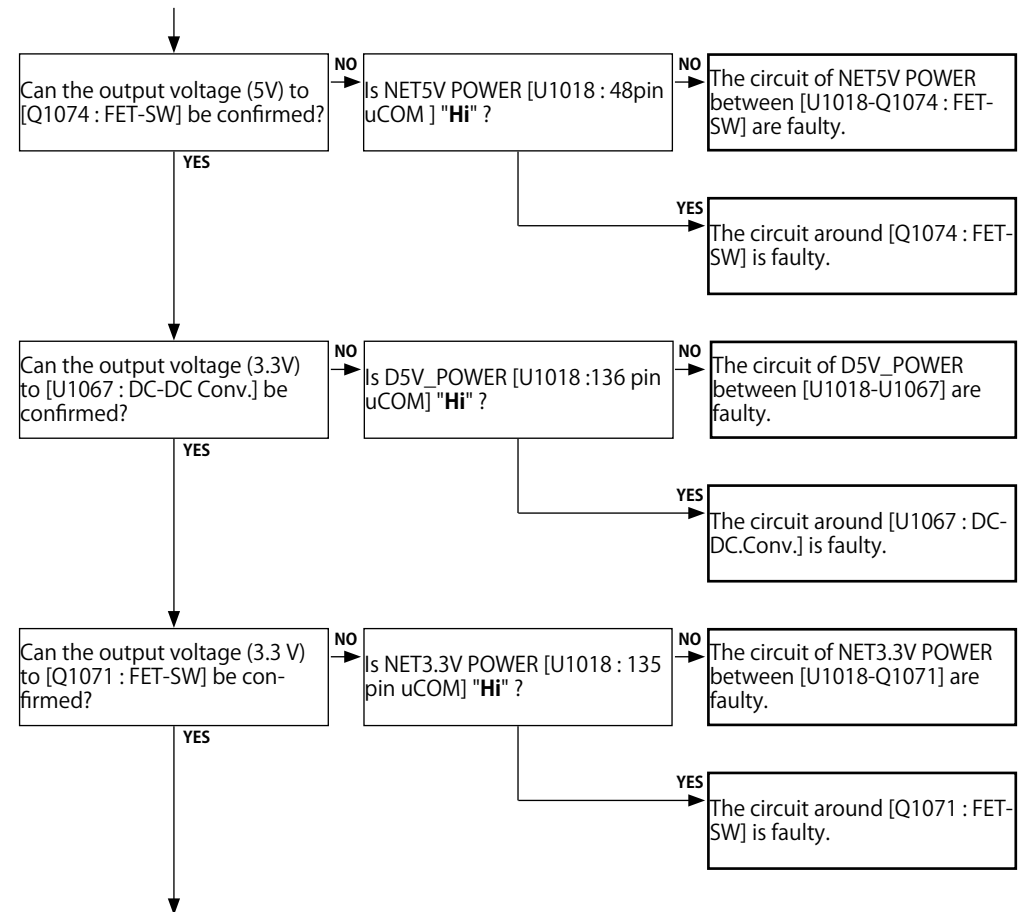 Can the output voltage (5V) to
[Q1074 : FET-SW] be confirmed?
NO
Is NET5V POWER [U1018 : 48pin
uCOM ] "Hi" ?
NO
The circuit of NET5V POWER
between [U1018-Q1074 : FET-
SW] are faulty.
YES
YES
The circuit around [Q1074 : FET-
SW] is faulty.
Can the output voltage (3.3V)
to [U1067 : DC-DC Conv.] be
confirmed?
NO
Is D5V_POWER [U1018 :136 pin
uCOM] "Hi" ?
NO
The circuit of D5V_POWER
between [U1018-U1067] are
faulty.
YES
YES
The circuit around [U1067 : DC-
DC.Conv.] is faulty.
Can the output voltage (3.3 V)
to [Q1071 : FET-SW] be con-
firmed?
NO
Is NET3.3V POWER [U1018 : 135
pin uCOM] "Hi" ?
NO
The circuit of NET3.3V POWER
between [U1018-Q1071] are
faulty.
YES
YES
The circuit around [Q1071 : FET-
SW] is faulty.